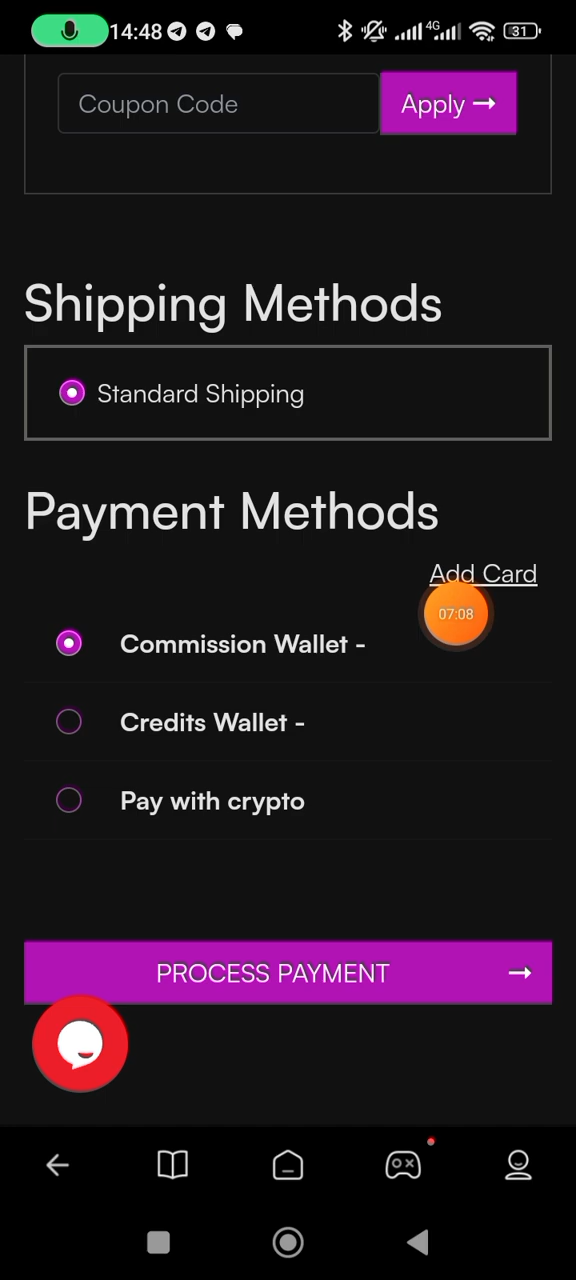 14:48 4G 31
Coupon Code
Apply →
Shipping Methods
Standard Shipping
Payment Methods
Add Card
07:08
Commission Wallet -
Credits Wallet -
Pay with crypto
PROCESS PAYMENT →